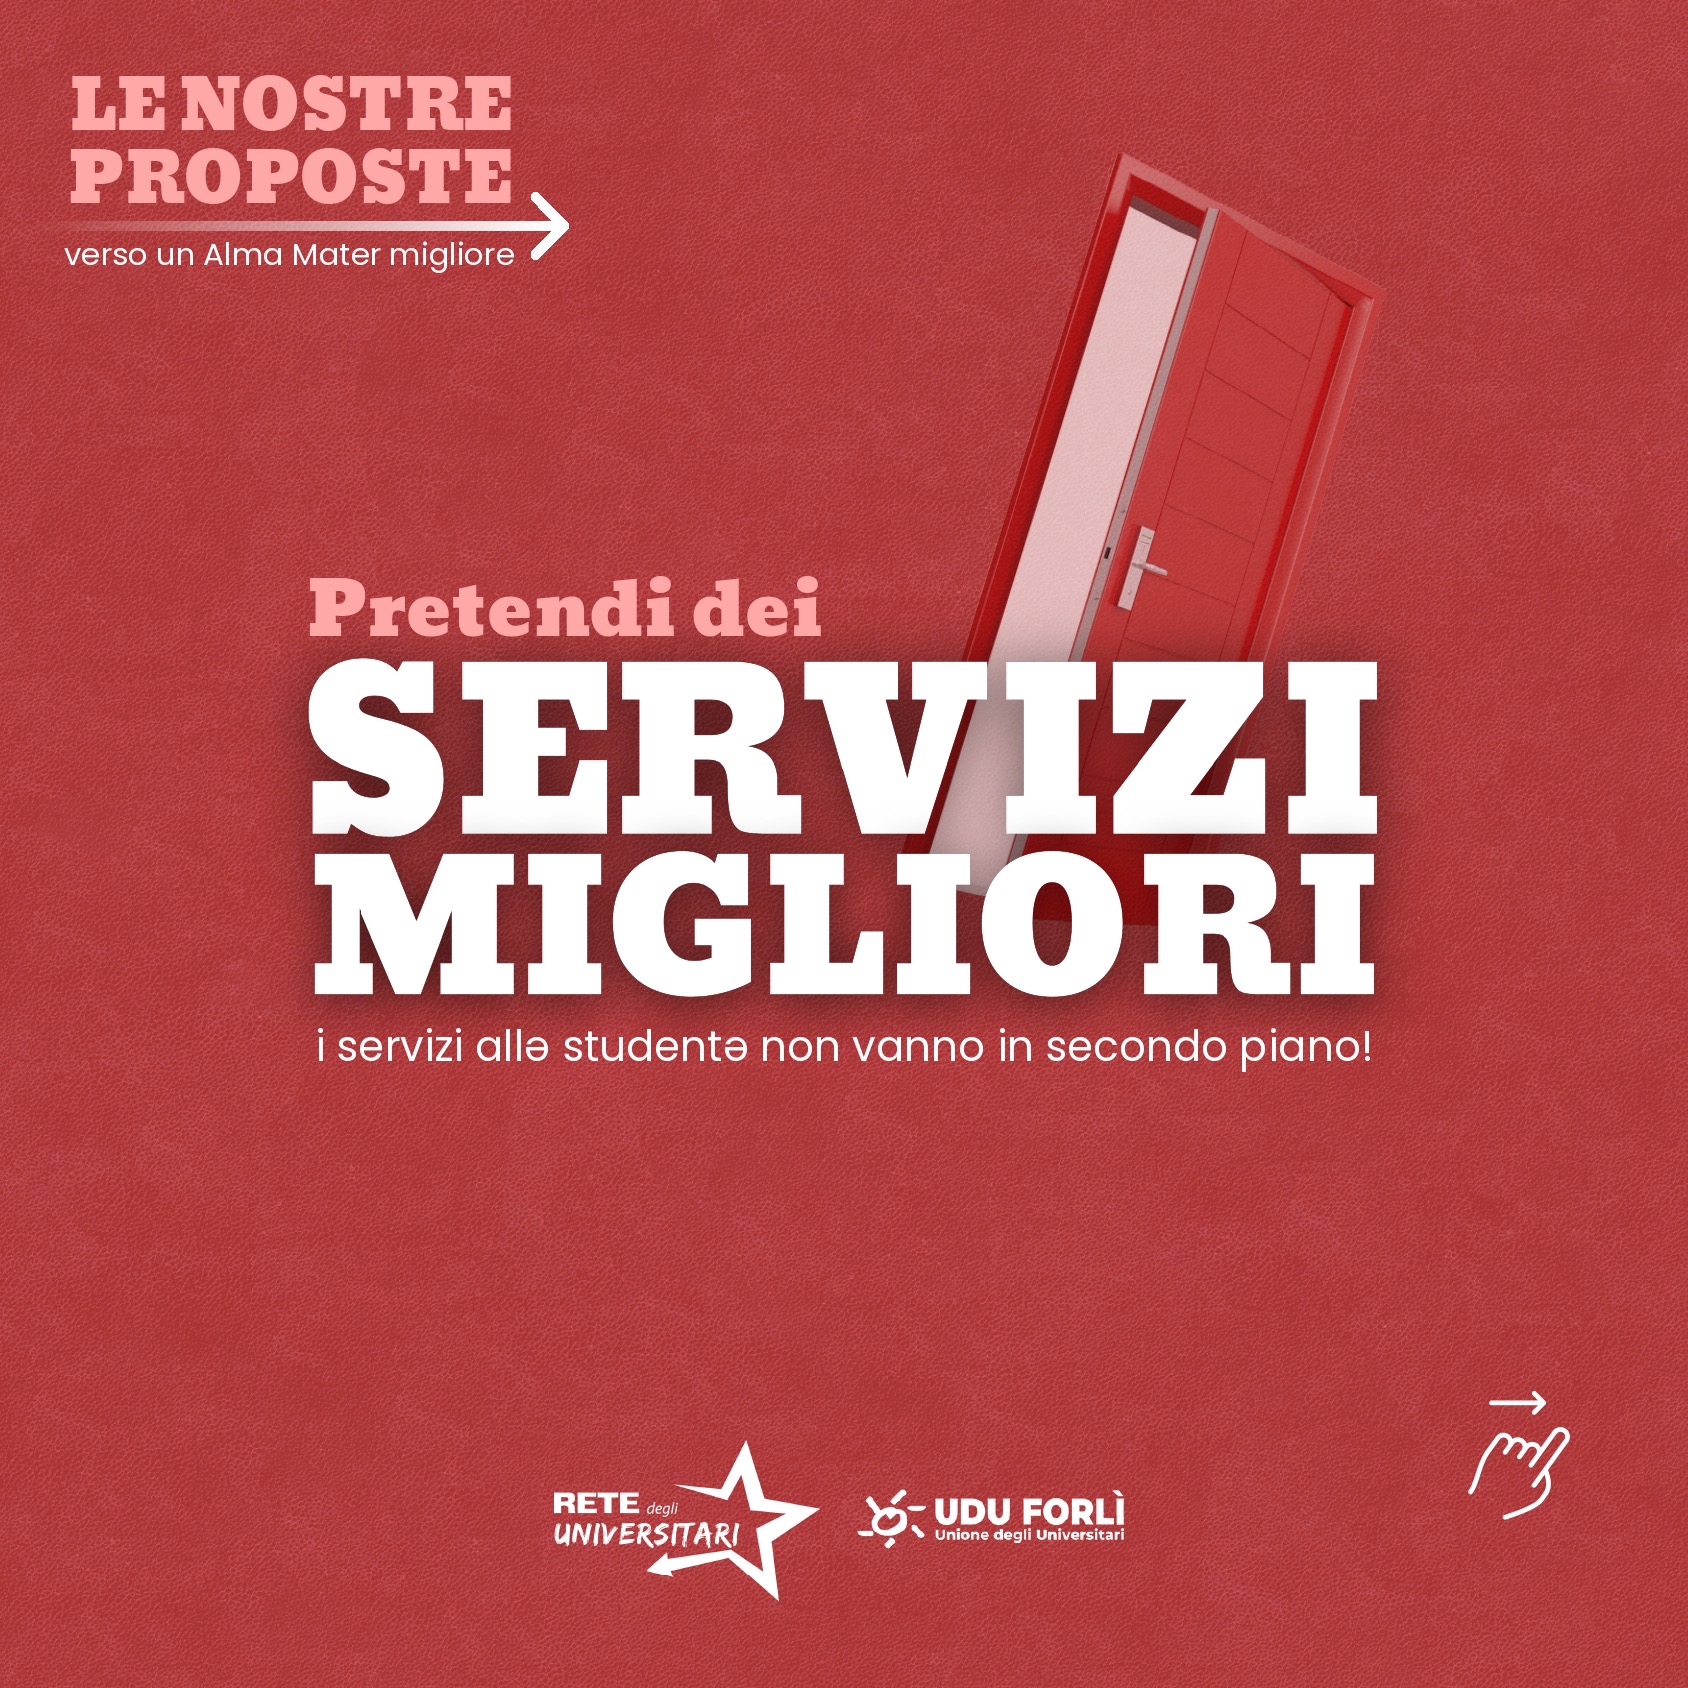 LE NOSTRE
PROPOSTE
verso un Alma Mater migliore
Pretendi dei
SERVIZI
MIGLIORI
i servizi allə studentə non vanno in secondo piano!
RETE degli
UNIVERSITARI
UDU FORLÌ
Unione degli Universitari